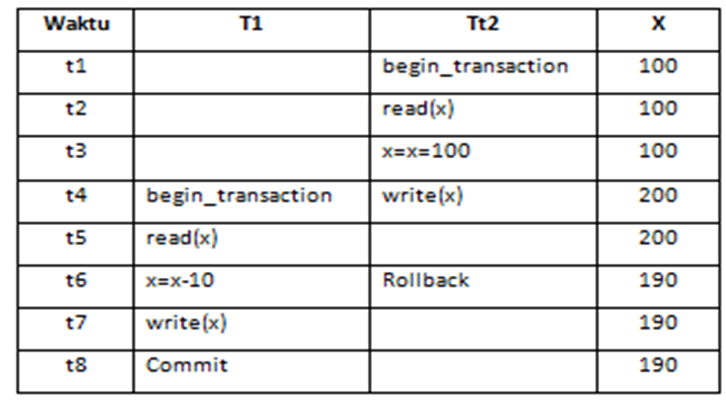 Waktu T1 Tt2 X
t1 begin_transaction 100
t2 read(x) 100
t3 x=x=100 100
t4 begin_transaction write(x) 200
t5 read(x) 200
t6 x=x-10 Rollback 190
t7 write(x) 190
t8 Commit 190